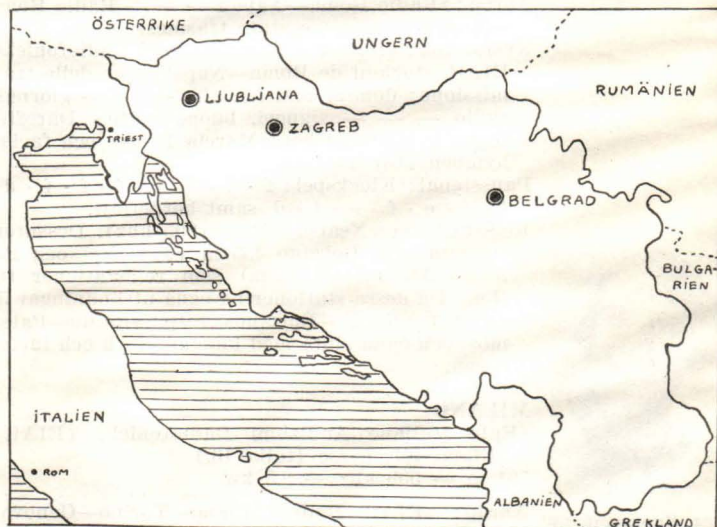 ÖSTERRIKE
UNGERN
RUMÄNIEN
LJUBLJANA
ZAGREB
TRIEST
BELGRAD
BULGA-
RIEN
ITALIEN
ROM
ALBANIEN
GREKLAND